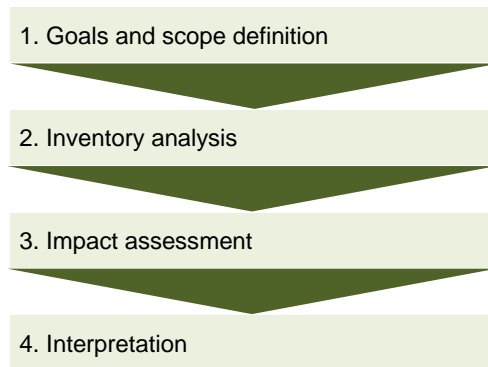 1. Goals and scope definition
2. Inventory analysis
3. Impact assessment
4. Interpretation